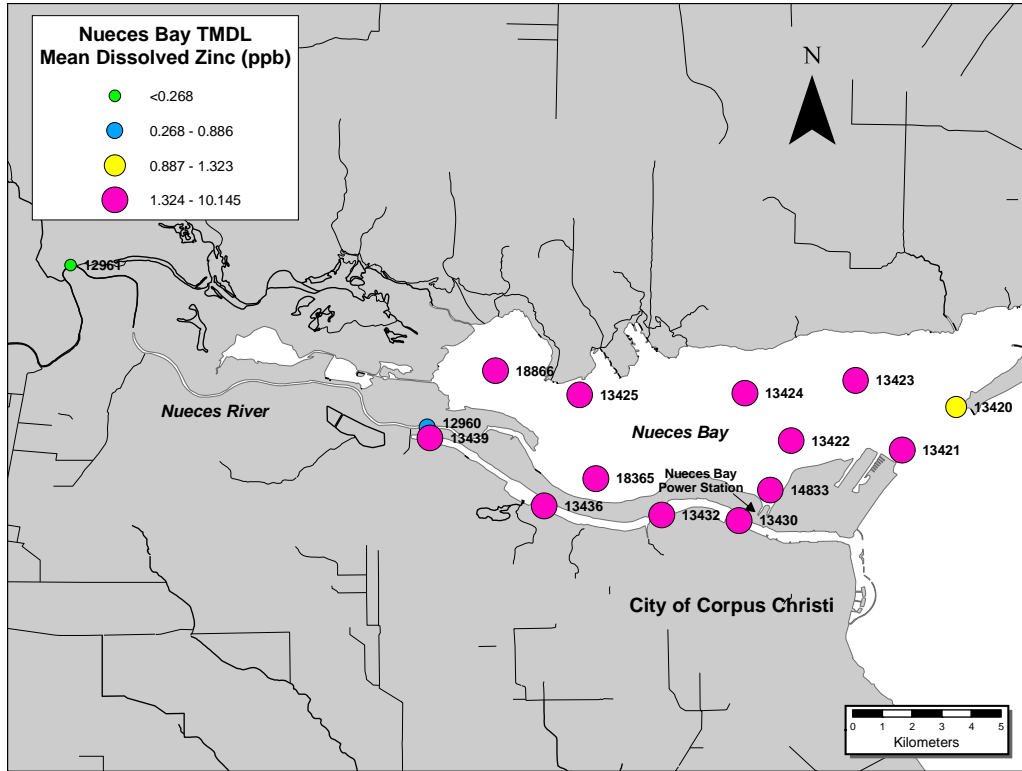 Nueces Bay TMDL
Mean Dissolved Zinc (ppb)
<0.268
0.268 - 0.886
0.887 - 1.323
1.324 - 10.145
N
12961
18866
13425
13424
13423
13420
Nueces River
12960
13439
Nueces Bay
13422
13421
18365
Nueces Bay
Power Station
14833
13436
13432
13430
City of Corpus Christi
0 1 2 3 4 5
Kilometers